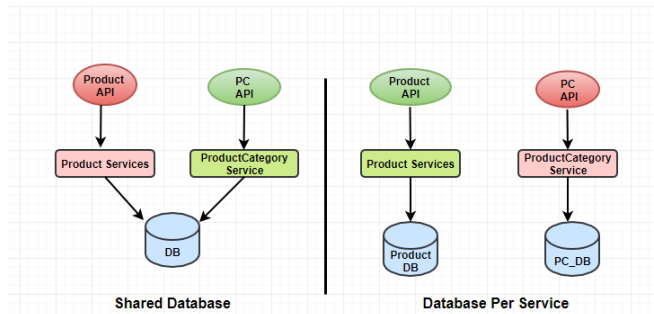 Product
API
PC
API
Product
API
PC
API
Product Services
ProductCategory
Service
Product Services
ProductCategory
Service
DB
Product
DB
PC_DB
Shared Database
Database Per Service